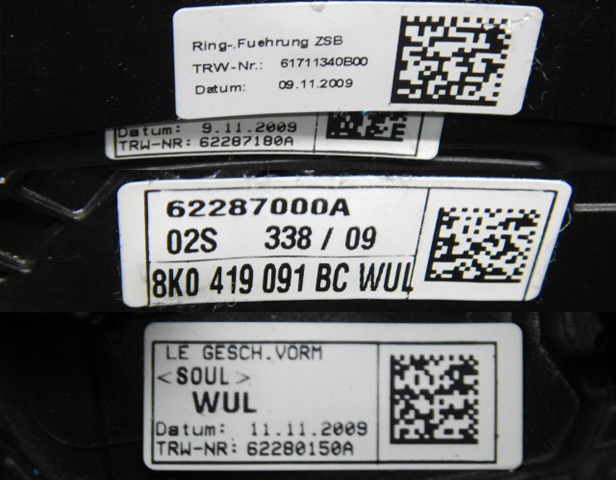 Ring-.Fuehrung ZSB
TRW-Nr.: 61711340B00
Datum: 09.11.2009
Datum: 9.11.2009
TRW-NR: 62287180A
62287000A
02S 338 / 09
8K0 419 091 BC WUL
LE GESCH.VORM
<SOUL>
WUL
Datum: 11.11.2009
TRW-NR: 62280150A